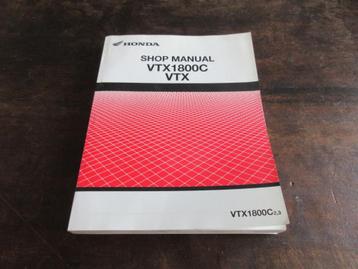 HONDA
SHOP MANUAL
VTX1800C
VTX
VTX1800C2,3